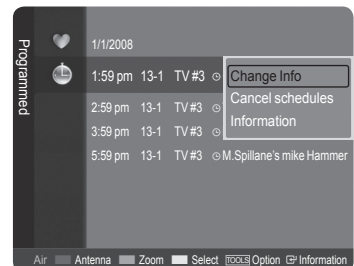 Programmed
1/1/2008
1:59 pm 13-1 TV #3 Change Info
Cancel schedules
2:59 pm 13-1 TV #3
Information
3:59 pm 13-1 TV #3
5:59 pm 13-1 TV #3 M.Spillane's mike Hammer
Air Antenna Zoom Select TOOLS Option Information